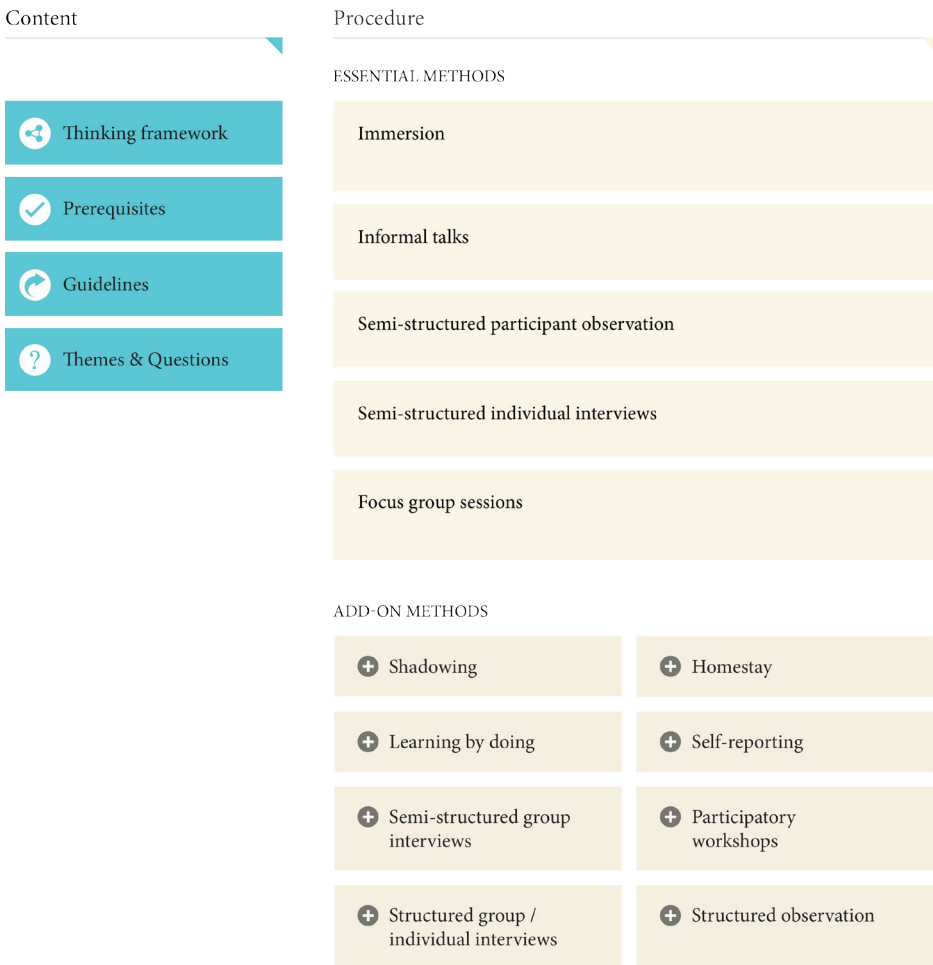 Content
Thinking framework
Prerequisites
Guidelines
? Themes & Questions
Procedure
ESSENTIAL METHODS
Immersion
Informal talks
Semi-structured participant observation
Semi-structured individual interviews
Focus group sessions
ADD-ON METHODS
Shadowing
Homestay
Learning by doing
Self-reporting
Semi-structured group
interviews
Participatory
workshops
Structured group /
individual interviews
Structured observation